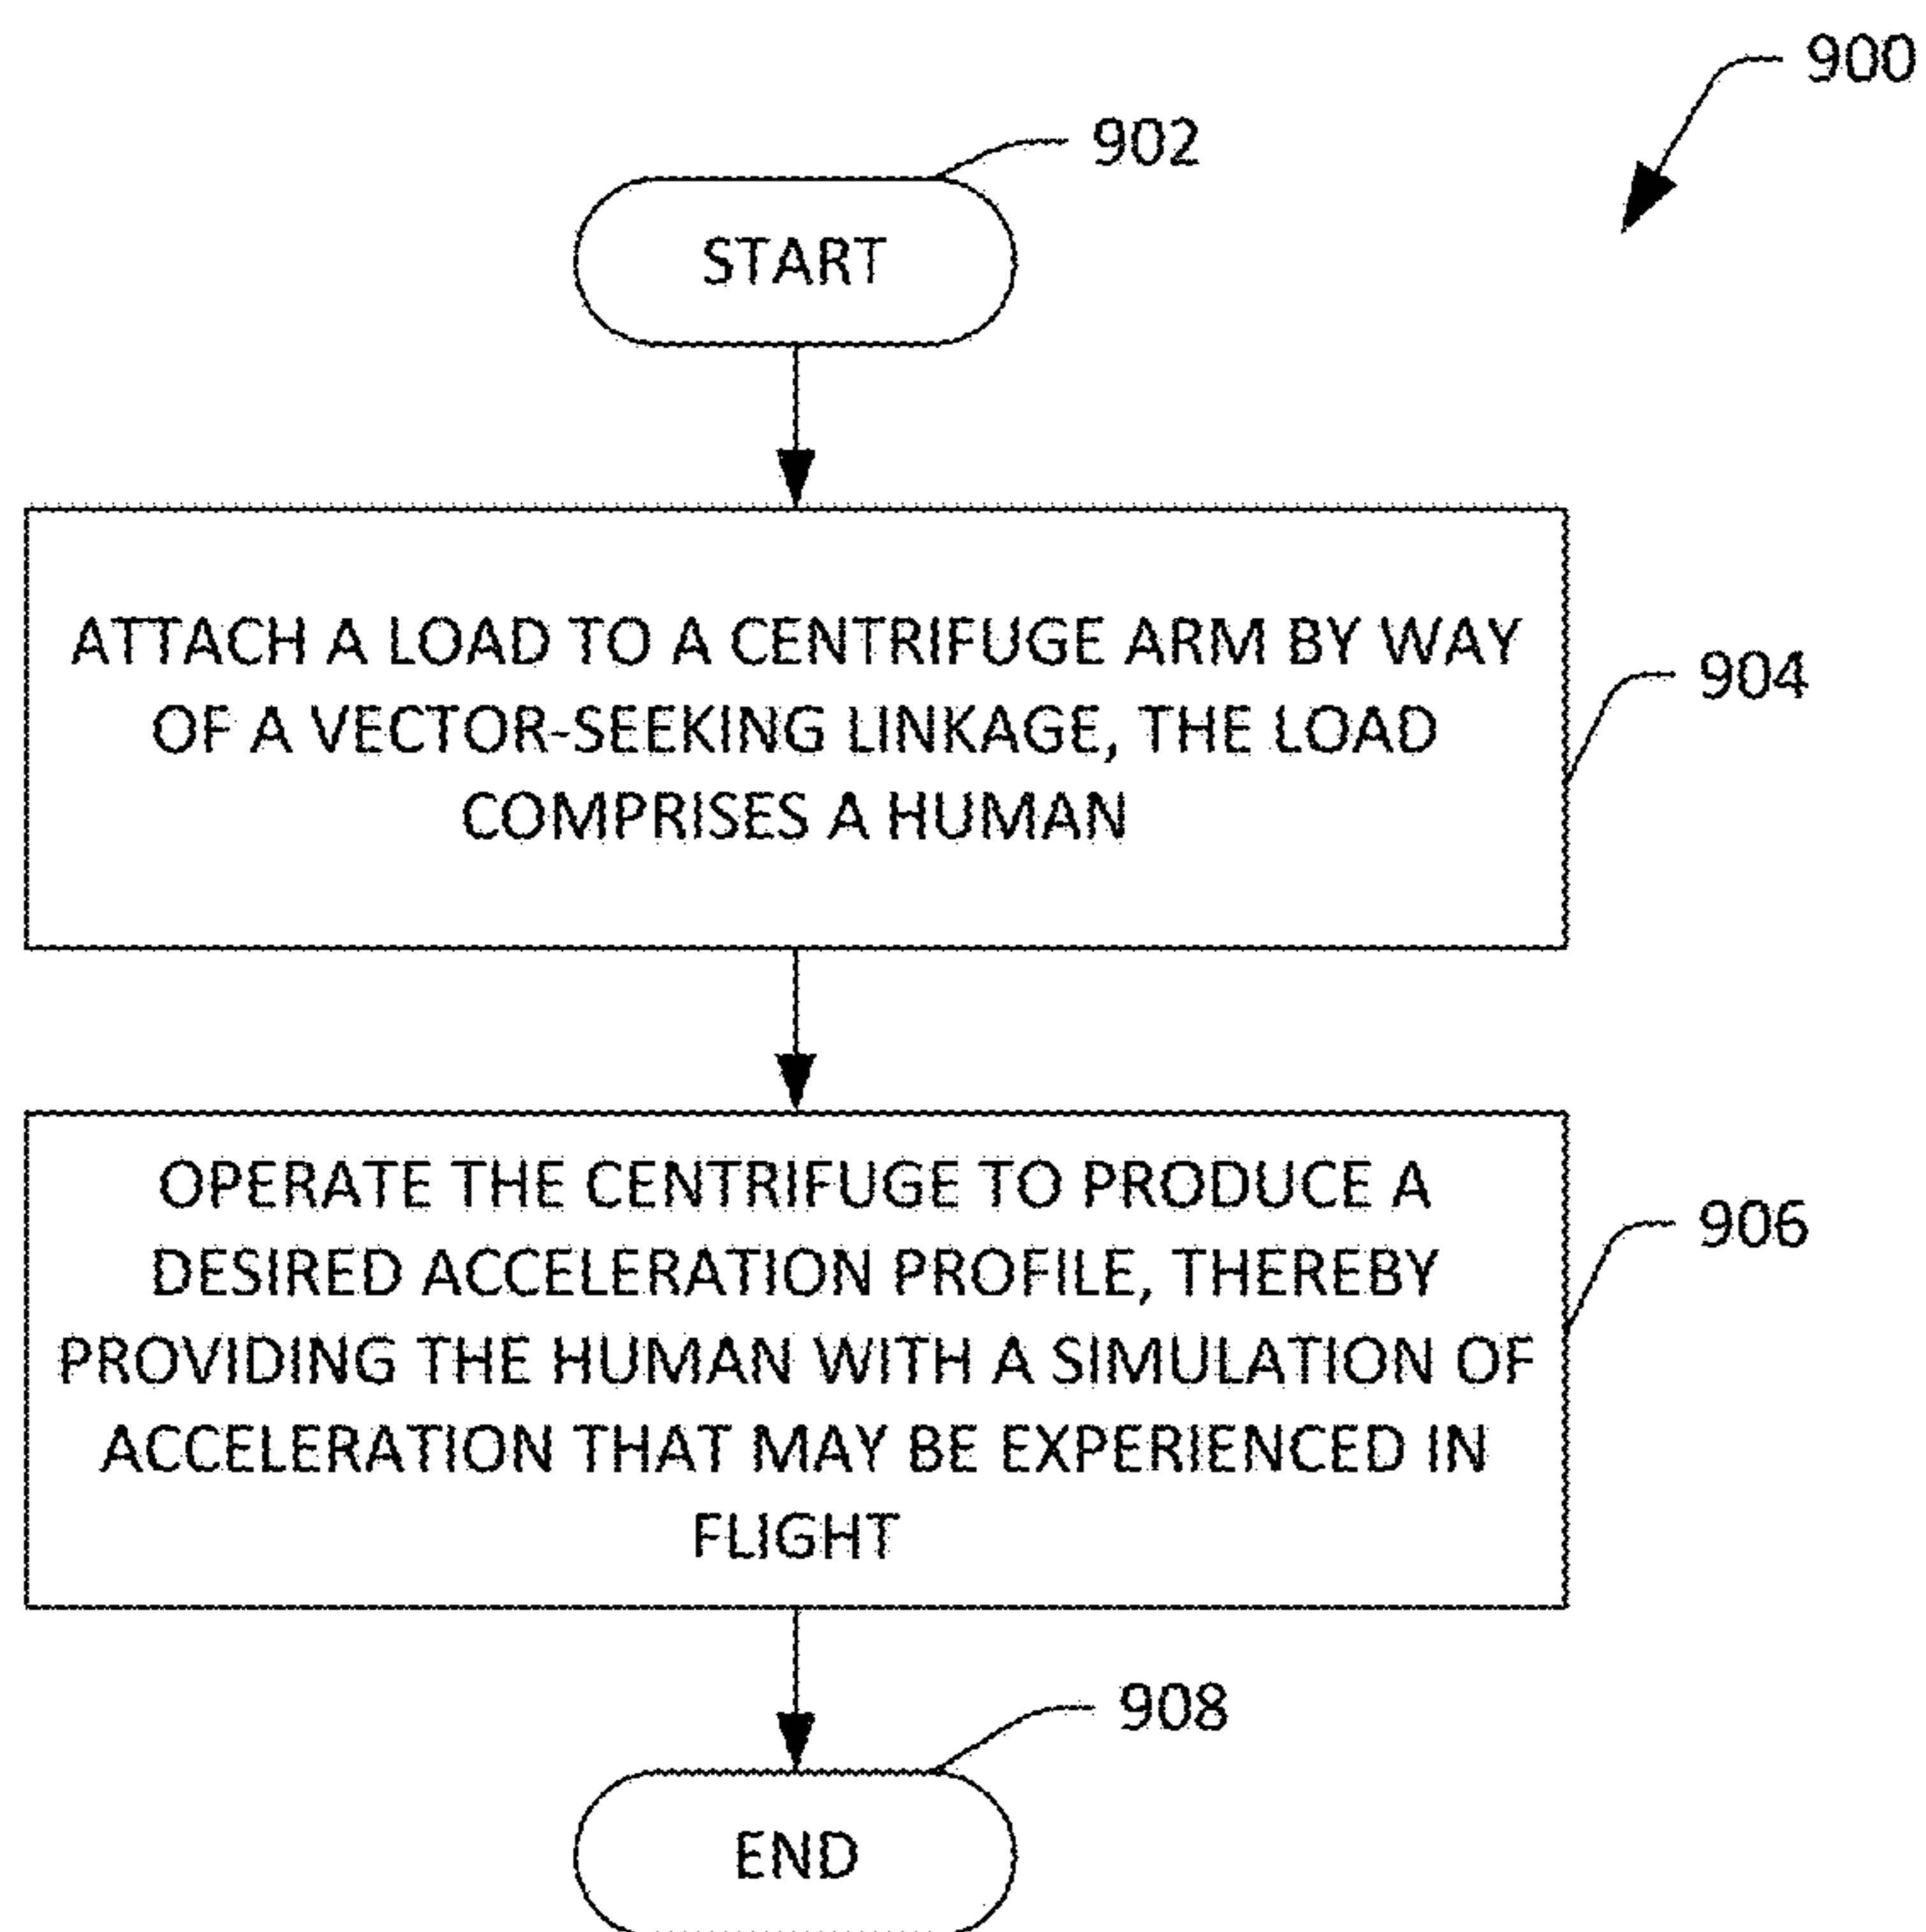 900
902
START
ATTACH A LOAD TO A CENTRIFUGE ARM BY WAY
OF A VECTOR-SEEKING LINKAGE, THE LOAD
COMPRISES A HUMAN
904
OPERATE THE CENTRIFUGE TO PRODUCE A
DESIRED ACCELERATION PROFILE, THEREBY
PROVIDING THE HUMAN WITH A SIMULATION OF
ACCELERATION THAT MAY BE EXPERIENCED IN
FLIGHT
906
908
END